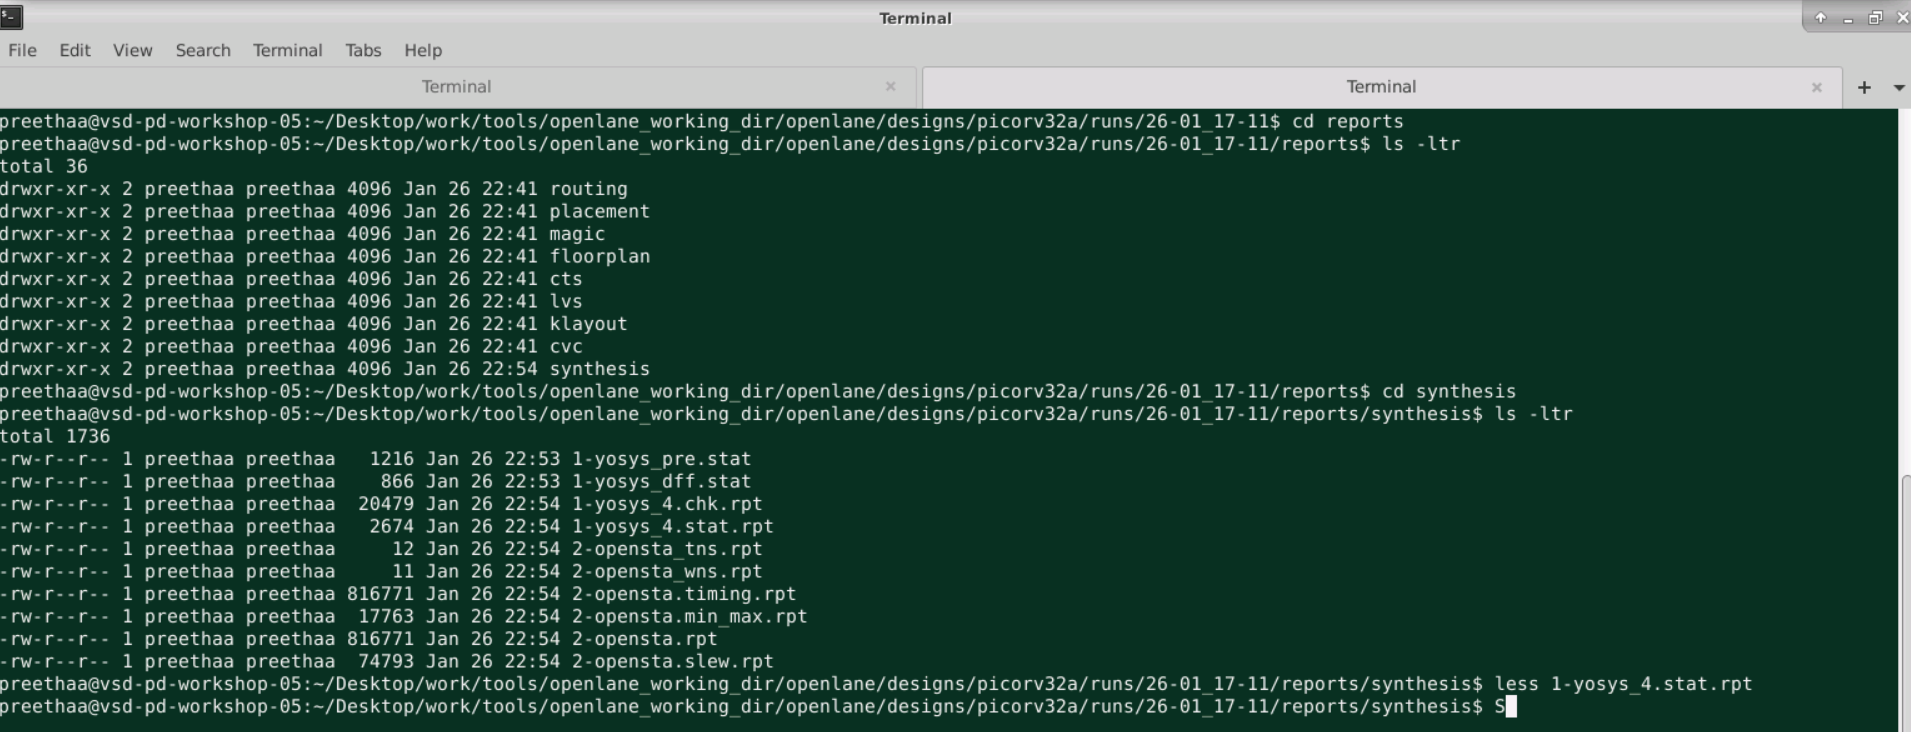 Terminal
File Edit View Search Terminal Tabs Help
Terminal Terminal
preethaa@vsd-pd-workshop-05:~/Desktop/work/tools/openlane_working_dir/openlane/designs/picorv32a/runs/26-01_17-11$ cd reports
preethaa@vsd-pd-workshop-05:~/Desktop/work/tools/openlane_working_dir/openlane/designs/picorv32a/runs/26-01_17-11/reports$ ls -ltr
total 36
drwxr-xr-x 2 preethaa preethaa 4096 Jan 26 22:41 routing
drwxr-xr-x 2 preethaa preethaa 4096 Jan 26 22:41 placement
drwxr-xr-x 2 preethaa preethaa 4096 Jan 26 22:41 magic
drwxr-xr-x 2 preethaa preethaa 4096 Jan 26 22:41 floorplan
drwxr-xr-x 2 preethaa preethaa 4096 Jan 26 22:41 cts
drwxr-xr-x 2 preethaa preethaa 4096 Jan 26 22:41 lvs
drwxr-xr-x 2 preethaa preethaa 4096 Jan 26 22:41 klayout
drwxr-xr-x 2 preethaa preethaa 4096 Jan 26 22:41 cvc
drwxr-xr-x 2 preethaa preethaa 4096 Jan 26 22:54 synthesis
preethaa@vsd-pd-workshop-05:~/Desktop/work/tools/openlane_working_dir/openlane/designs/picorv32a/runs/26-01_17-11/reports$ cd synthesis
preethaa@vsd-pd-workshop-05:~/Desktop/work/tools/openlane_working_dir/openlane/designs/picorv32a/runs/26-01_17-11/reports/synthesis$ ls -ltr
total 1736
-rw-r--r-- 1 preethaa preethaa   1216 Jan 26 22:53 1-yosys_pre.stat
-rw-r--r-- 1 preethaa preethaa    866 Jan 26 22:53 1-yosys_dff.stat
-rw-r--r-- 1 preethaa preethaa  20479 Jan 26 22:54 1-yosys_4.chk.rpt
-rw-r--r-- 1 preethaa preethaa   2674 Jan 26 22:54 1-yosys_4.stat.rpt
-rw-r--r-- 1 preethaa preethaa     12 Jan 26 22:54 2-opensta_tns.rpt
-rw-r--r-- 1 preethaa preethaa     11 Jan 26 22:54 2-opensta_wns.rpt
-rw-r--r-- 1 preethaa preethaa 816771 Jan 26 22:54 2-opensta.timing.rpt
-rw-r--r-- 1 preethaa preethaa  17763 Jan 26 22:54 2-opensta.min_max.rpt
-rw-r--r-- 1 preethaa preethaa 816771 Jan 26 22:54 2-opensta.rpt
-rw-r--r-- 1 preethaa preethaa  74793 Jan 26 22:54 2-opensta.slew.rpt
preethaa@vsd-pd-workshop-05:~/Desktop/work/tools/openlane_working_dir/openlane/designs/picorv32a/runs/26-01_17-11/reports/synthesis$ less 1-yosys_4.stat.rpt
preethaa@vsd-pd-workshop-05:~/Desktop/work/tools/openlane_working_dir/openlane/designs/picorv32a/runs/26-01_17-11/reports/synthesis$ S